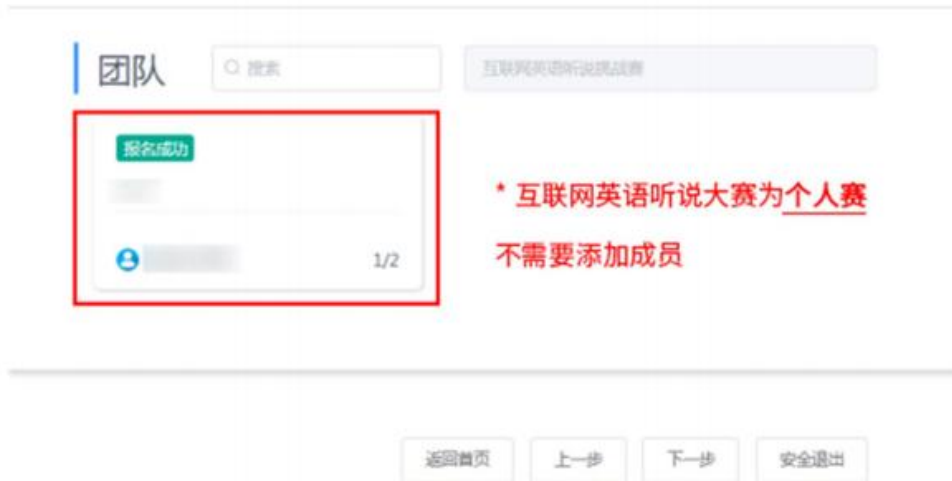 团队
搜索
互联网英语听说挑战赛
报名成功
* 互联网英语听说大赛为个人赛
不需要添加成员
1/2
返回首页
上一步
下一步
安全退出